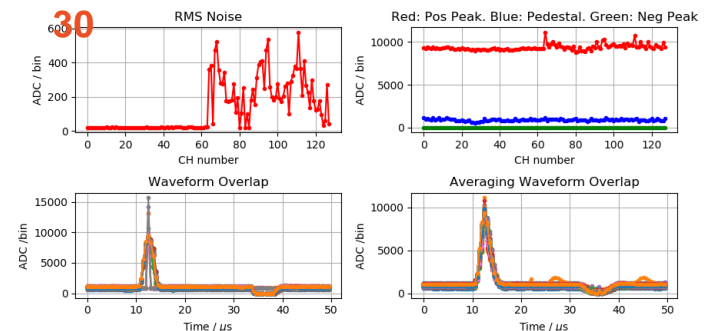 30
RMS Noise
ADC / bin
600
400
200
0
0 20 40 60 80 100 120
CH number
Red: Pos Peak. Blue: Pedestal. Green: Neg Peak
ADC / bin
10000
5000
0
0 20 40 60 80 100 120
CH number
Waveform Overlap
ADC /bin
15000
10000
5000
0
0 10 20 30 40 50
Time / μs
Averaging Waveform Overlap
ADC /bin
10000
5000
0
0 10 20 30 40 50
Time / μs